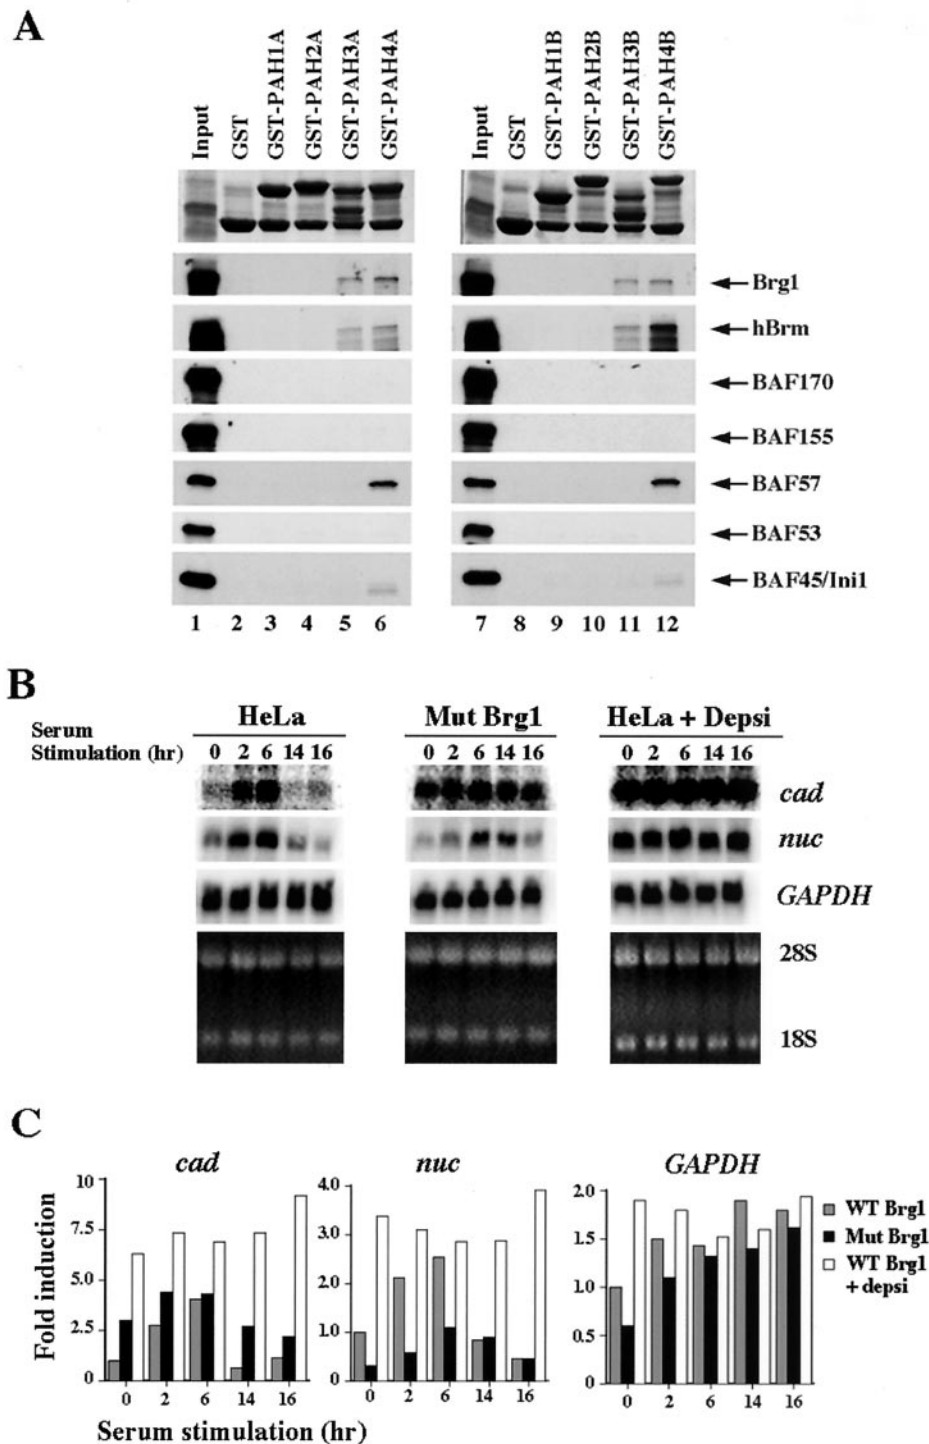 A
Input
GST
GST-PAH1A
GST-PAH2A
GST-PAH3A
GST-PAH4A
Input
GST
GST-PAH1B
GST-PAH2B
GST-PAH3B
GST-PAH4B
Brg1
hBrm
BAF170
BAF155
BAF57
BAF53
BAF45/Ini1
1 2 3 4 5 6 7 8 9 10 11 12
B
HeLa Mut Brg1 HeLa + Depsi
Serum
Stimulation (hr) 0 2 6 14 16 0 2 6 14 16 0 2 6 14 16
cad
nuc
GAPDH
28S
18S
C
cad nuc GAPDH
Fold induction
10
7.5
5.0
2.5
0
0 2 6 14 16
4.0
3.0
2.0
1.0
0
0 2 6 14 16
2.0
1.5
1.0
0.5
0
0 2 6 14 16
WT Brg1
Mut Brg1
WT Brg1
+ depsi
Serum stimulation (hr)